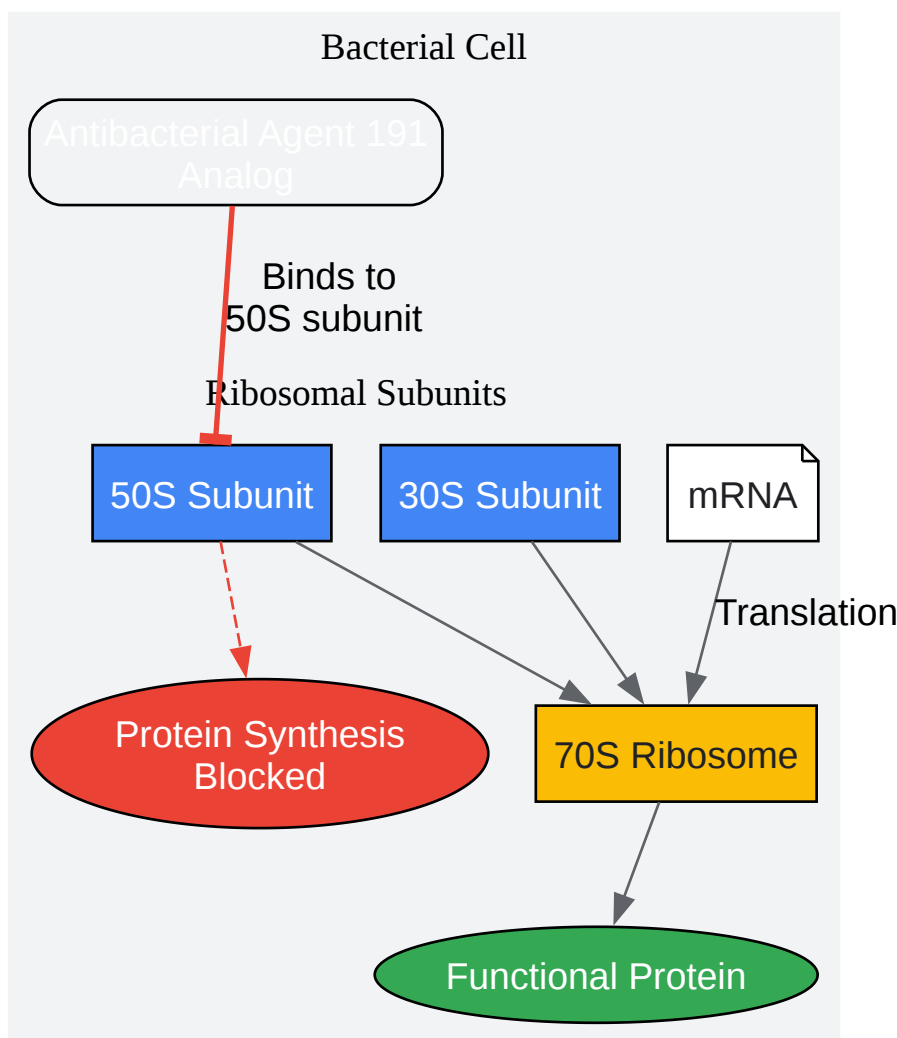 Bacterial Cell
Antibacterial Agent 191
Analog
Binds to
50S subunit
Ribosomal Subunits
50S Subunit
30S Subunit
mRNA
Translation
Protein Synthesis
Blocked
70S Ribosome
Functional Protein